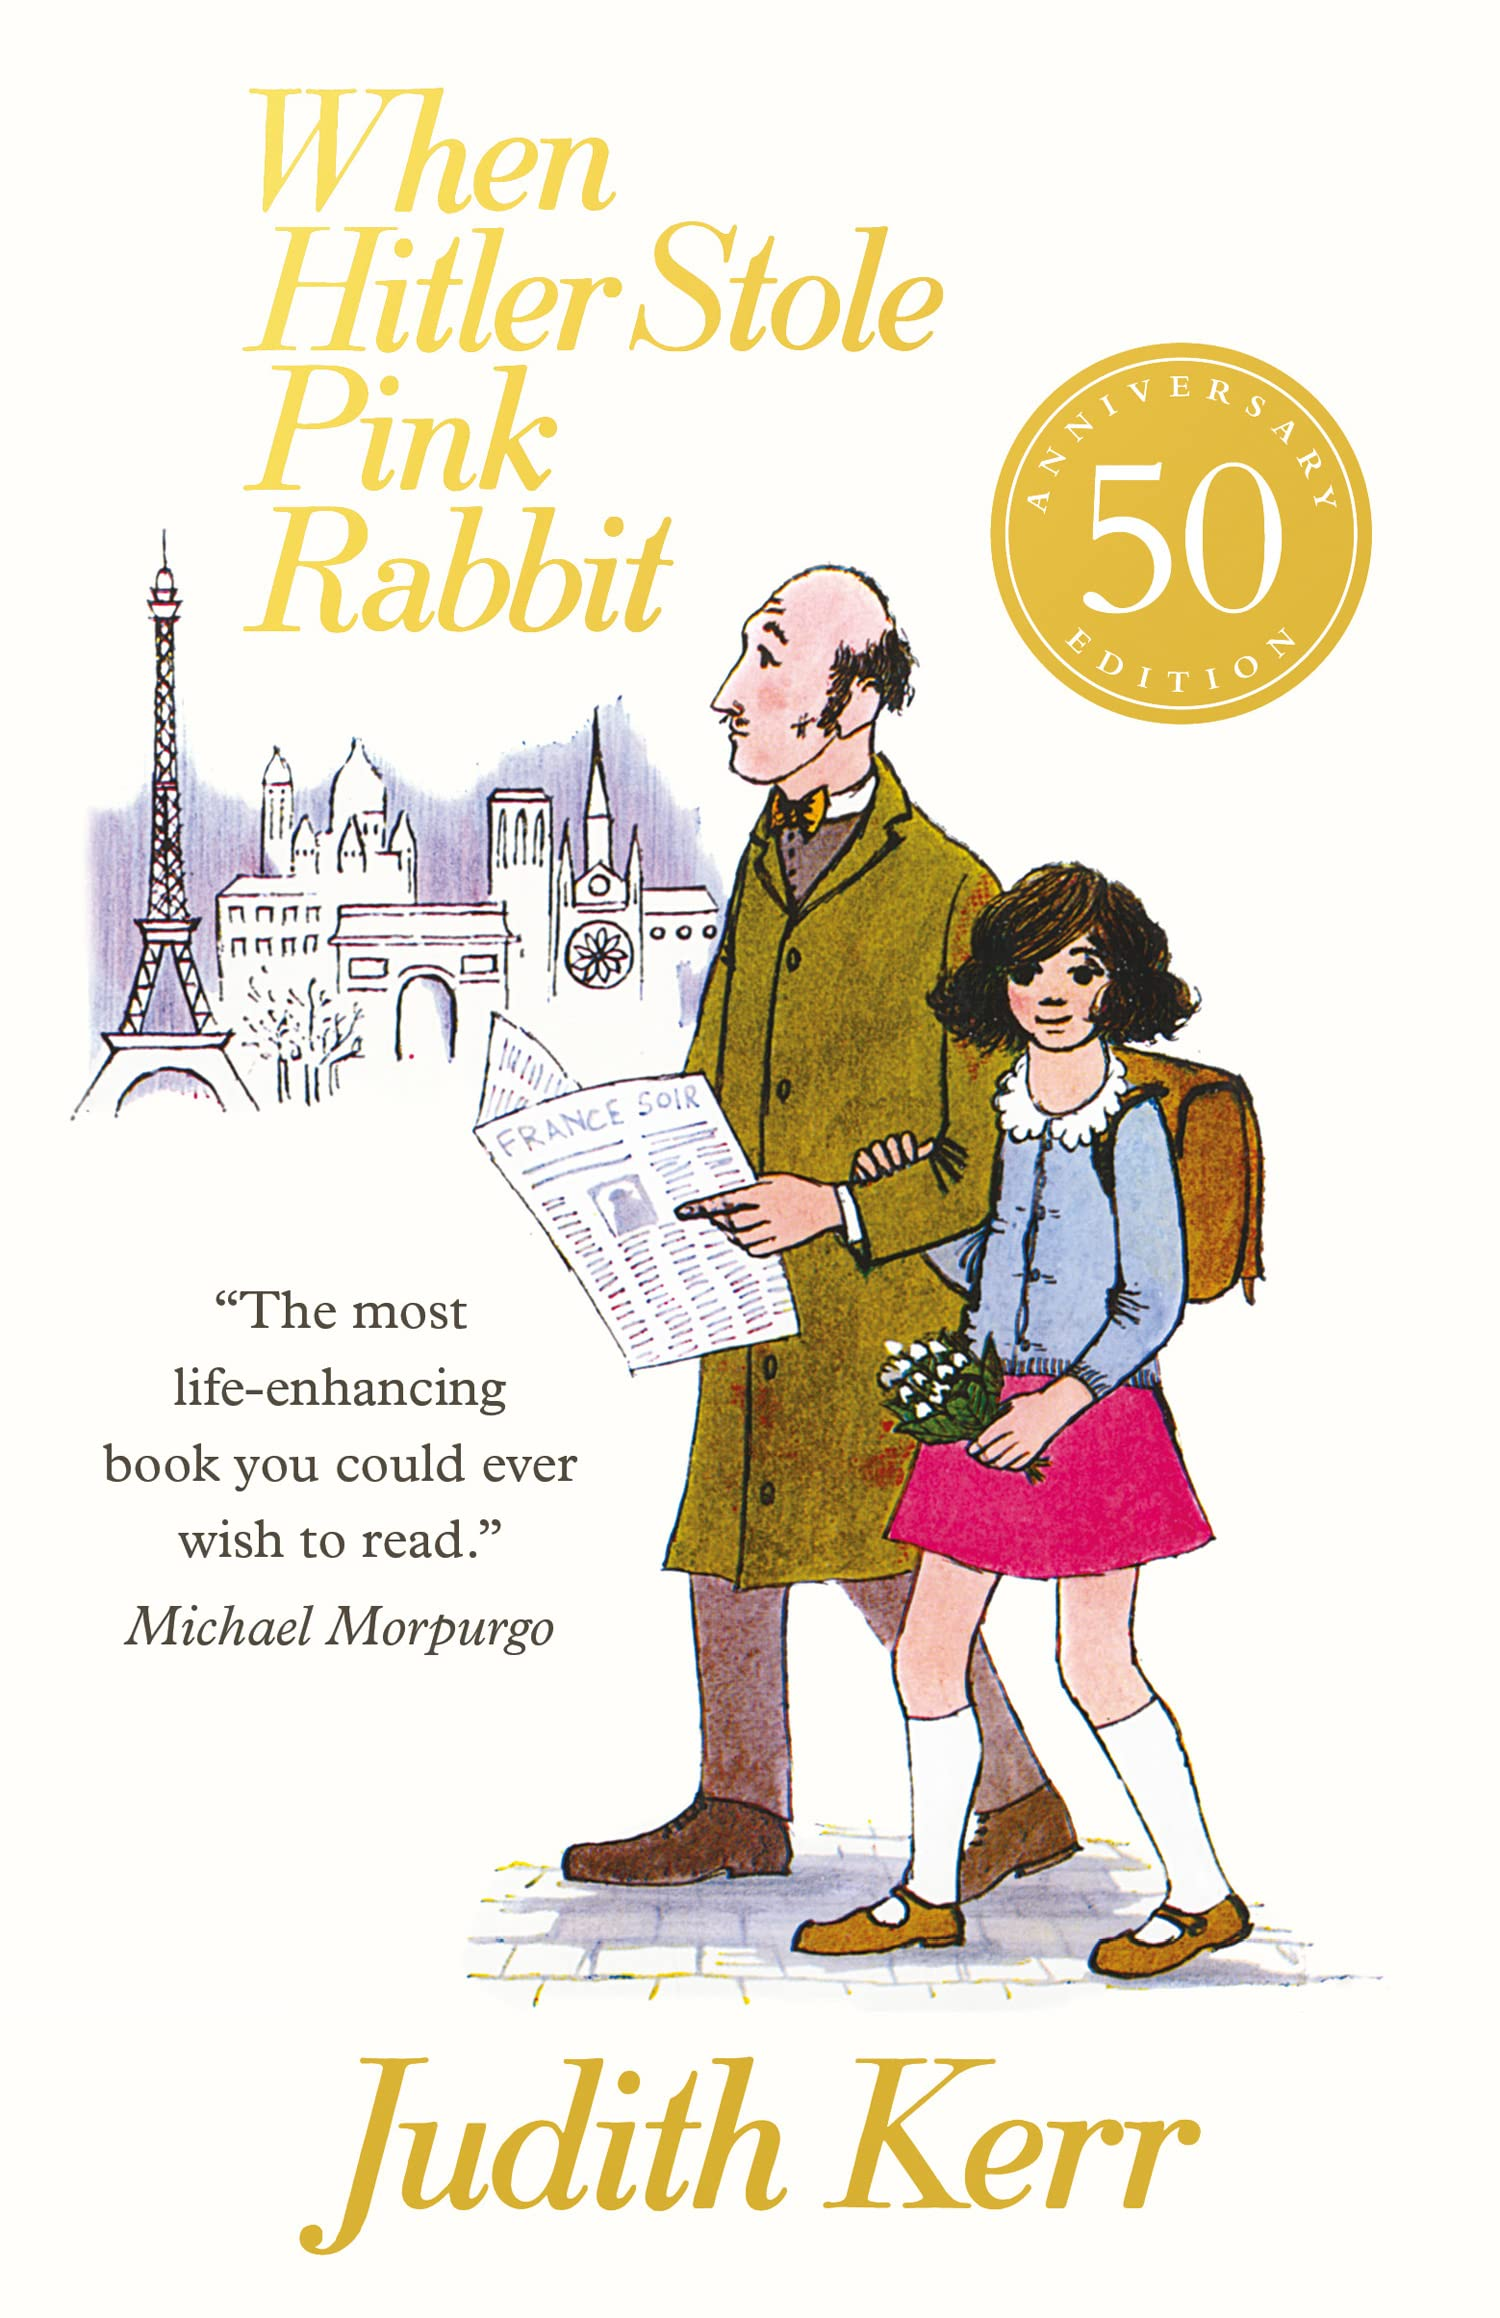 When
Hitler Stole
Pink
Rabbit
ANNIVERSARY
50
EDITION
FRANCE SOIR
“The most
life-enhancing
book you could ever
wish to read.”
Michael Morpurgo
Judith Kerr